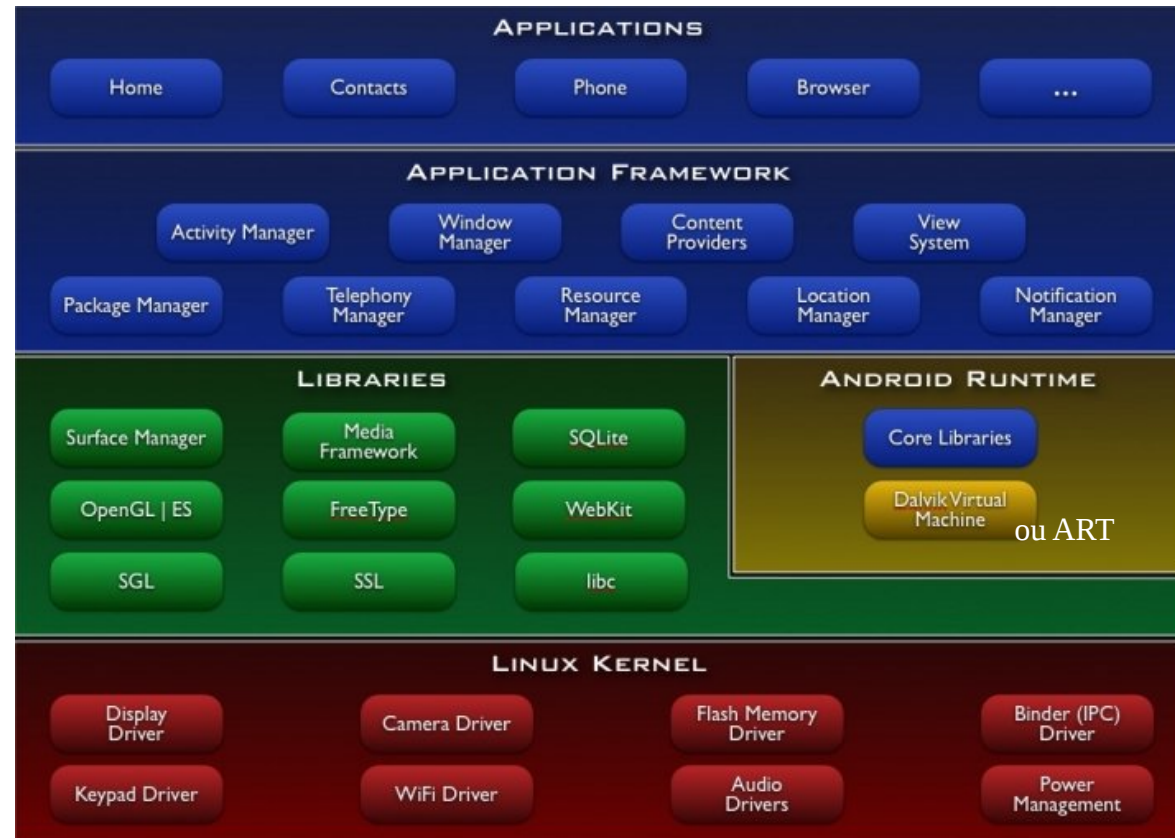 APPLICATIONS
Home
Contacts
Phone
Browser
...
APPLICATION FRAMEWORK
Activity Manager
Window
Manager
Content
Providers
View
System
Package Manager
Telephony
Manager
Resource
Manager
Location
Manager
Notification
Manager
LIBRARIES
Surface Manager
Media
Framework
SQLite
OpenGL | ES
FreeType
WebKit
SGL
SSL
libc
ANDROID RUNTIME
Core Libraries
Dalvik Virtual
Machine
ou ART
LINUX KERNEL
Display
Driver
Camera Driver
Flash Memory
Driver
Binder (IPC)
Driver
Keypad Driver
WiFi Driver
Audio
Drivers
Power
Management